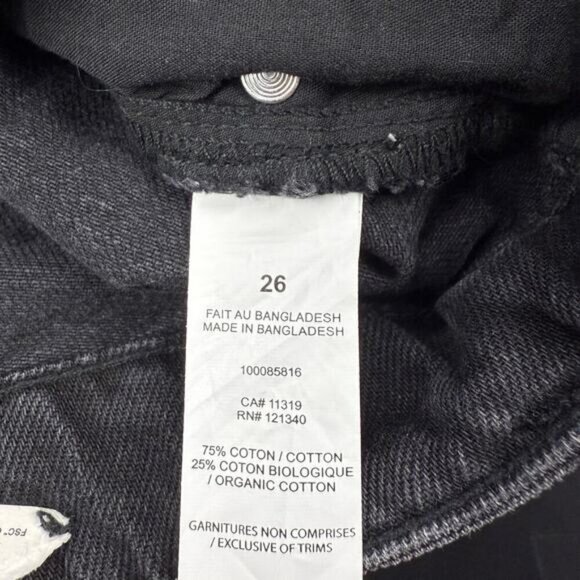 26
FAIT AU BANGLADESH
MADE IN BANGLADESH
100085816
CA# 11319
RN# 121340
75% COTON / COTTON
25% COTON BIOLOGIQUE
/ ORGANIC COTTON
GARNITURES NON COMPRISES
/ EXCLUSIVE OF TRIMS
FSC